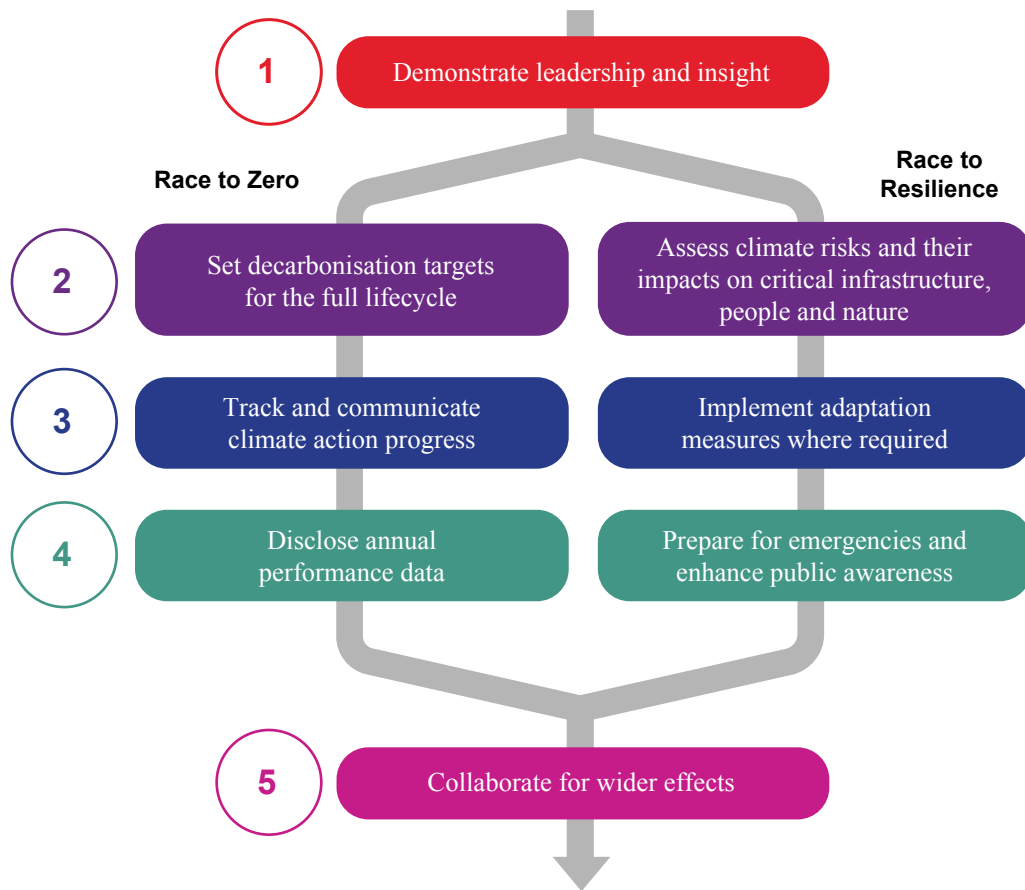 1
Demonstrate leadership and insight
Race to Zero
Race to
Resilience
2
Set decarbonisation targets
for the full lifecycle
Assess climate risks and their
impacts on critical infrastructure,
people and nature
3
Track and communicate
climate action progress
Implement adaptation
measures where required
4
Disclose annual
performance data
Prepare for emergencies and
enhance public awareness
5
Collaborate for wider effects